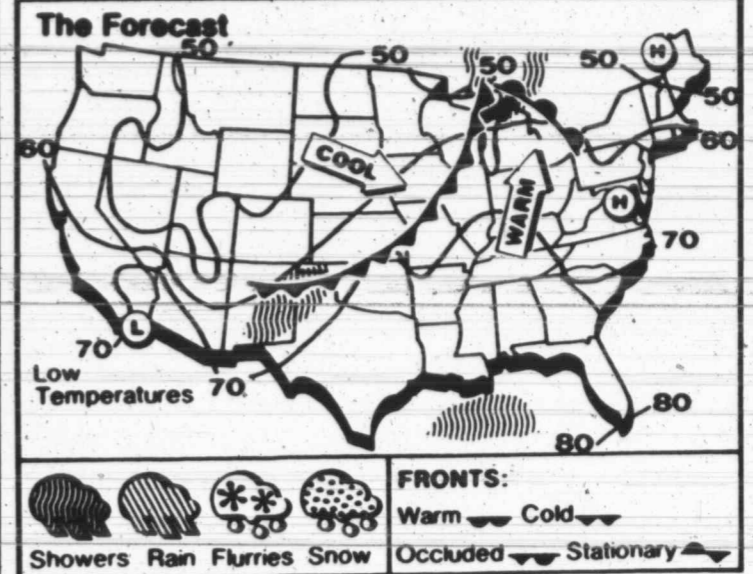 The Forecast
50
50
50
50
50
60
60
H
COOL
WARM
H
70
L
70
70
Low
Temperatures
80
80
Showers Rain Flurries Snow
FRONTS:
Warm Cold
Occluded Stationary